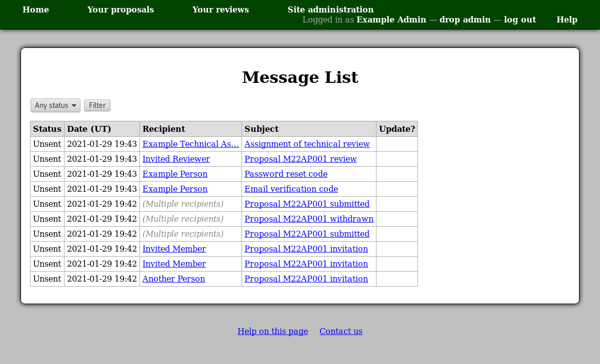 Home Your proposals Your reviews Site administration
Logged in as Example Admin — drop admin — log out Help
Message List
Any status Filter
Status Date (UT) Recipient Subject Update?
Unsent 2021-01-29 19:43 Example Technical As… Assignment of technical review
Unsent 2021-01-29 19:43 Invited Reviewer Proposal M22AP001 review
Unsent 2021-01-29 19:43 Example Person Password reset code
Unsent 2021-01-29 19:43 Example Person Email verification code
Unsent 2021-01-29 19:42 (Multiple recipients) Proposal M22AP001 submitted
Unsent 2021-01-29 19:42 (Multiple recipients) Proposal M22AP001 withdrawn
Unsent 2021-01-29 19:42 (Multiple recipients) Proposal M22AP001 submitted
Unsent 2021-01-29 19:42 Invited Member Proposal M22AP001 invitation
Unsent 2021-01-29 19:42 Invited Member Proposal M22AP001 invitation
Unsent 2021-01-29 19:42 Another Person Proposal M22AP001 invitation
Help on this page Contact us